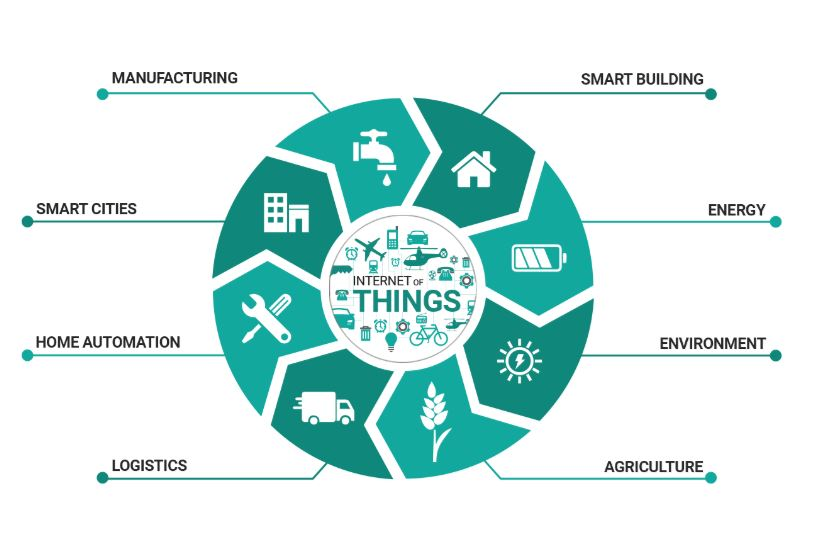 MANUFACTURING
SMART BUILDING
SMART CITIES
ENERGY
INTERNET OF
THINGS
HOME AUTOMATION
ENVIRONMENT
LOGISTICS
AGRICULTURE